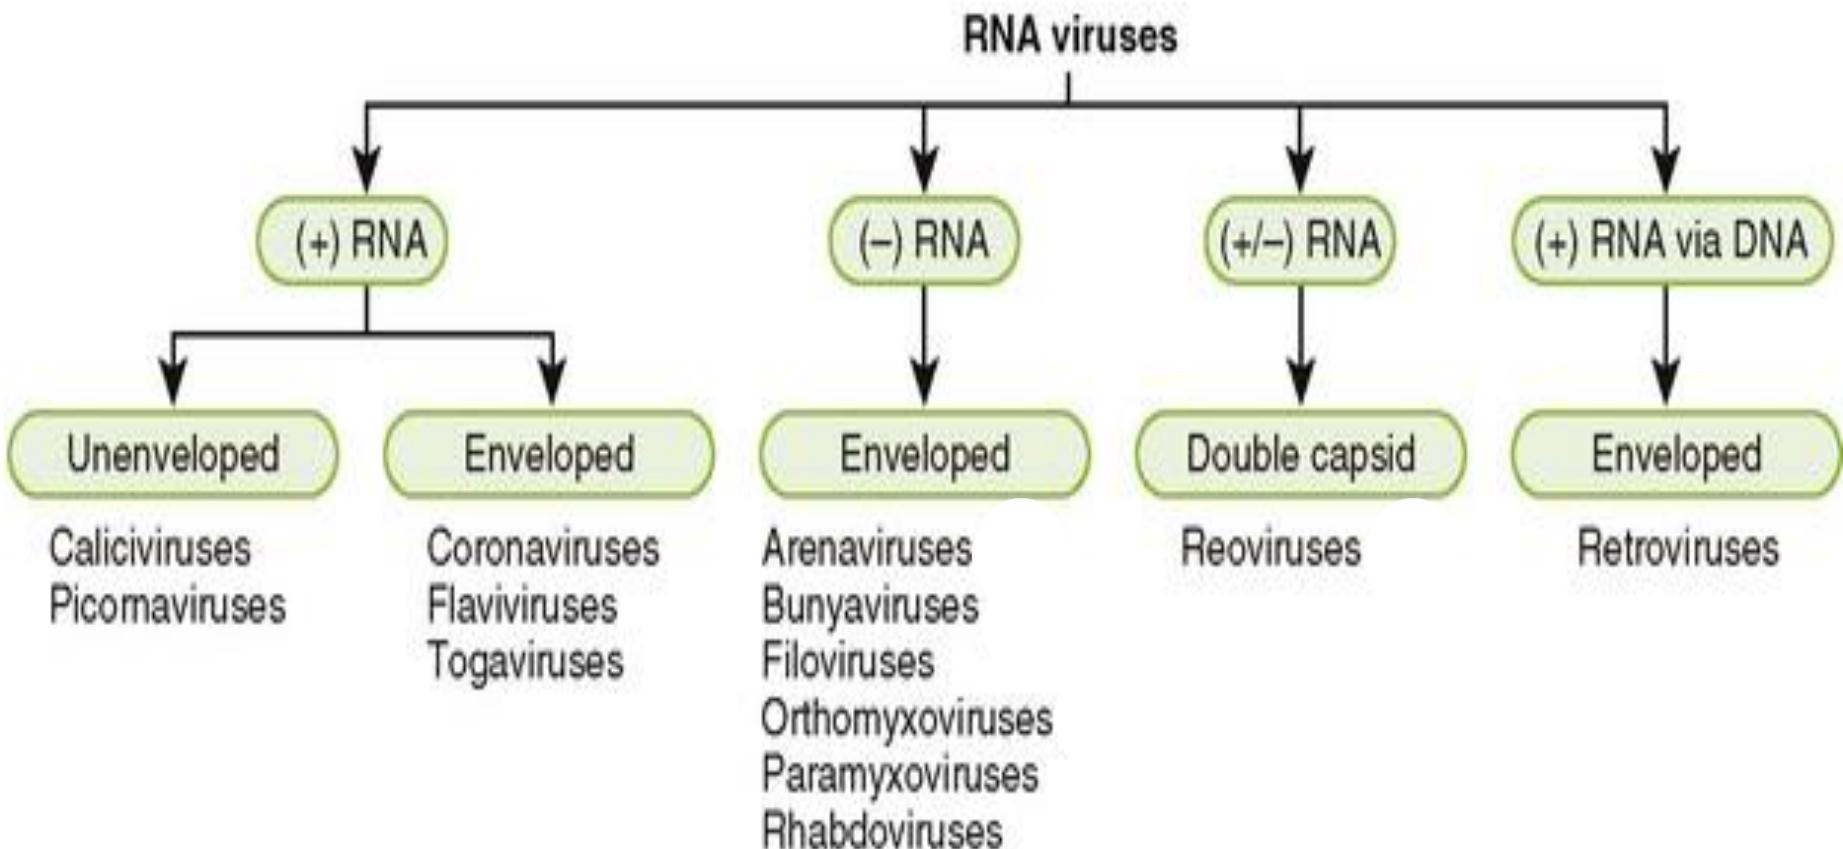 RNA viruses
(+) RNA
(–) RNA
(+/–) RNA
(+) RNA via DNA
Unenveloped
Enveloped
Enveloped
Double capsid
Enveloped
Caliciviruses
Picornaviruses
Coronaviruses
Flaviviruses
Togaviruses
Arenaviruses
Bunyaviruses
Filoviruses
Orthomyxoviruses
Paramyxoviruses
Rhabdoviruses
Reoviruses
Retroviruses